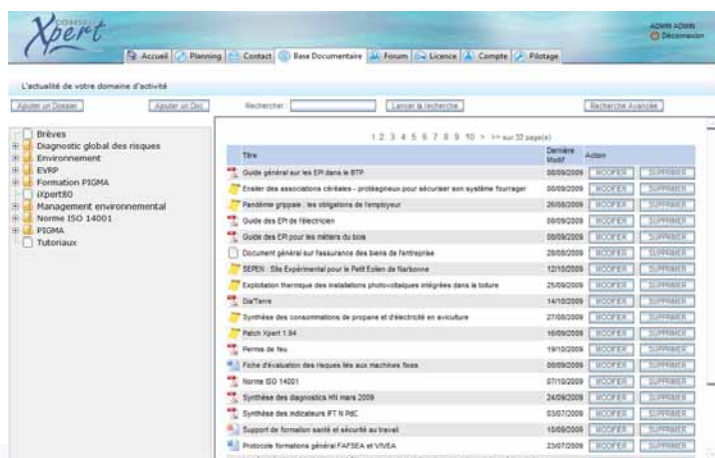 CONSEIL
Xpert
ADMIN ADMIN
Déconnexion
Accueil Planning Contact Base Documentaire Forum Licence Compte Pilotage
L'actualité de votre domaine d'activité
Ajouter un Dossier Ajouter un Doc Rechercher : Lancer la recherche Recherche Avancée
Brèves
Diagnostic global des risques
Environnement
EVRP
Formation PIGMA
iXpert80
Management environnemental
Norme ISO 14001
PIGMA
Tutoriaux
1 2 3 4 5 6 7 8 9 10 > >> sur 32 page(s)
Titre Dernière Modif Action
Guide général sur les EPI dans le BTP 08/09/2009 MODIFIER SUPPRIMER
Ensiler des associations céréales - protéagineux pour sécuriser son système fourrager 08/09/2009 MODIFIER SUPPRIMER
Pandémie grippale : les obligations de l'employeur 26/08/2009 MODIFIER SUPPRIMER
Guide des EPI de l'électricien 08/09/2009 MODIFIER SUPPRIMER
Guide des EPI pour les métiers du bois 08/09/2009 MODIFIER SUPPRIMER
Document général sur l'assurance des biens de l'entreprise 28/08/2009 MODIFIER SUPPRIMER
SEPEN : Site Expérimental pour le Petit Eolien de Narbonne 12/10/2009 MODIFIER SUPPRIMER
Exploitation thermique des installations photovoltaïques intégrées dans la toiture 25/09/2009 MODIFIER SUPPRIMER
Dia'Terre 14/10/2009 MODIFIER SUPPRIMER
Synthèse des consommations de propane et d'électricité en aviculture 27/08/2009 MODIFIER SUPPRIMER
Patch Xpert 1.94 16/09/2009 MODIFIER SUPPRIMER
Permis de feu 19/10/2009 MODIFIER SUPPRIMER
Fiche d'évaluation des risques liés aux machines fixes 08/09/2009 MODIFIER SUPPRIMER
Norme ISO 14001 07/10/2009 MODIFIER SUPPRIMER
Synthèse des diagnostics HN mars 2009 24/09/2009 MODIFIER SUPPRIMER
Synthèse des indicateurs IFT N PdC 03/07/2009 MODIFIER SUPPRIMER
Support de formation santé et sécurité au travail 15/09/2009 MODIFIER SUPPRIMER
Protocole formations général FAFSEA et VIVEA 23/07/2009 MODIFIER SUPPRIMER